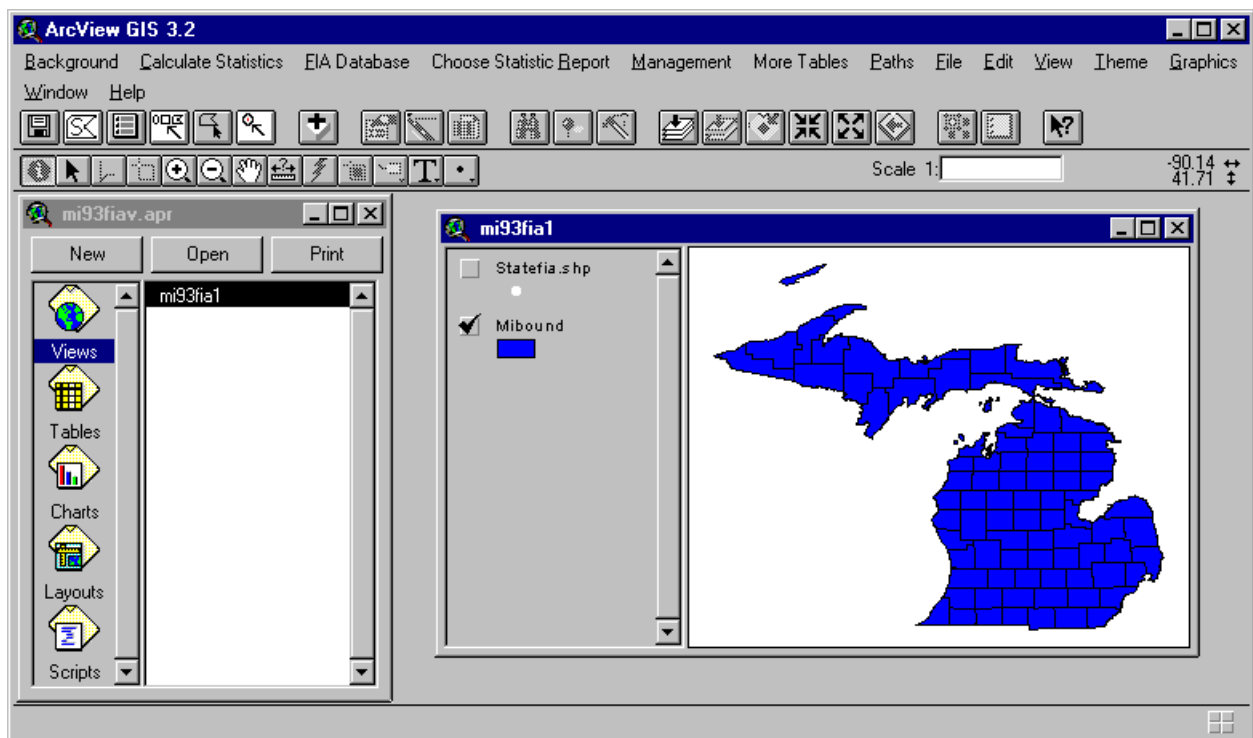 ArcView GIS 3.2
Background Calculate Statistics FIA Database Choose Statistic Report Management More Tables Paths File Edit View Theme Graphics
Window Help
Scale 1:
-90.14
41.71
mi93fiav.apr
New Open Print
mi93fia1
Views
Tables
Charts
Layouts
Scripts
mi93fia1
Statefia.shp
Mibound